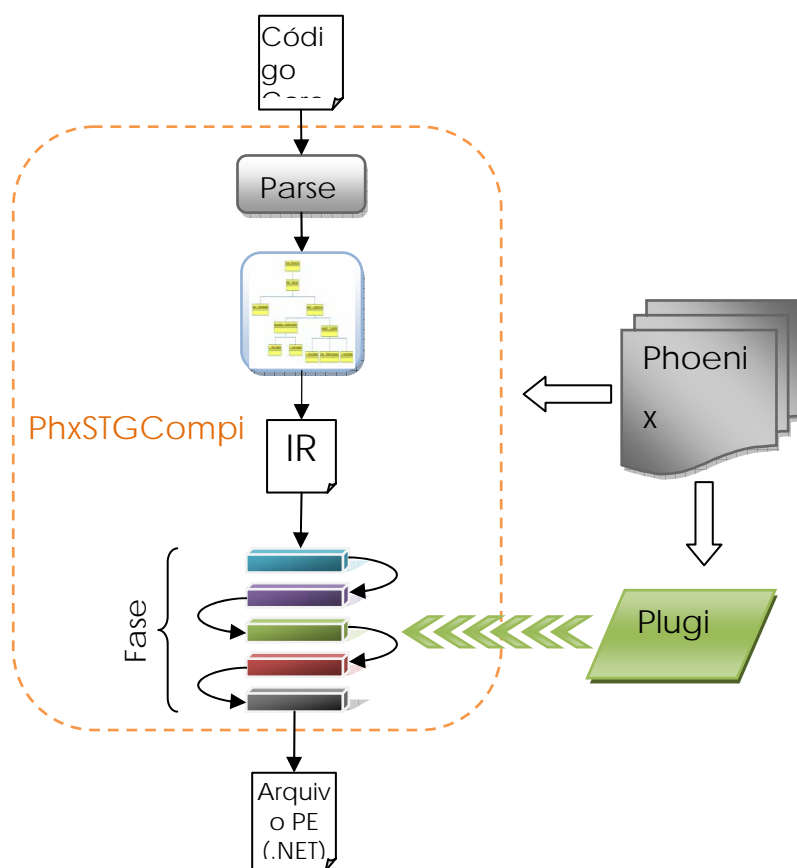 Códi
go
Parse
PhxSTGCompi
IR
Fase
Phoeni
x
Plugi
Arquiv
o PE
(.NET)